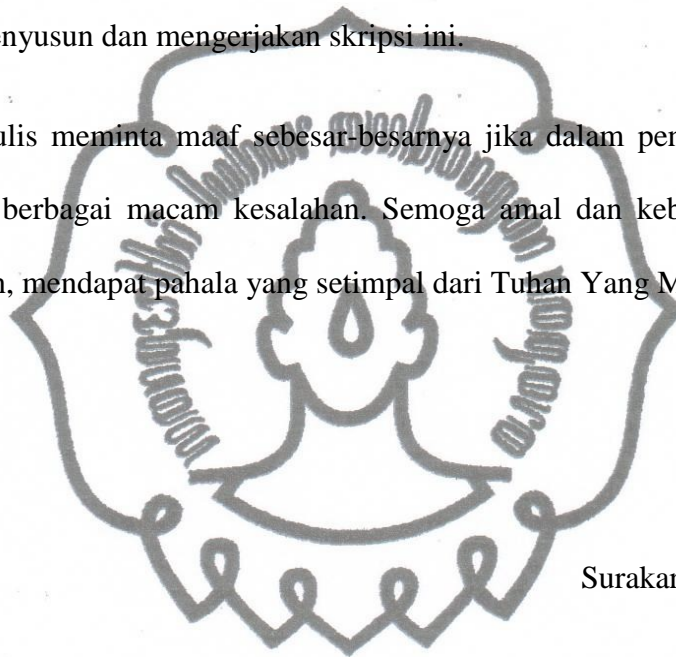 enyusun dan mengerjakan skripsi ini.
ulis meminta maaf sebesar-besarnya jika dalam pen
berbagai macam kesalahan. Semoga amal dan keb
n, mendapat pahala yang setimpal dari Tuhan Yang M
Surakar